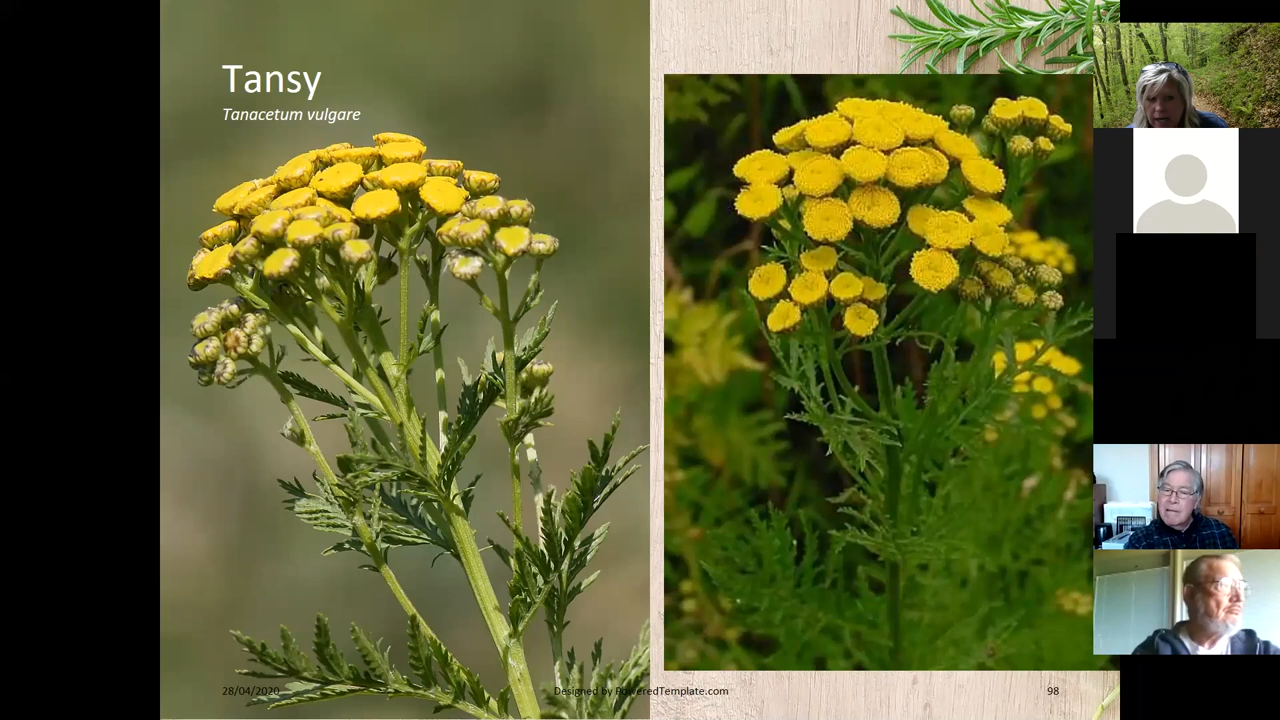 Tansy
Tanacetum vulgare
28/04/2020
Designed by PoweredTemplate.com
98